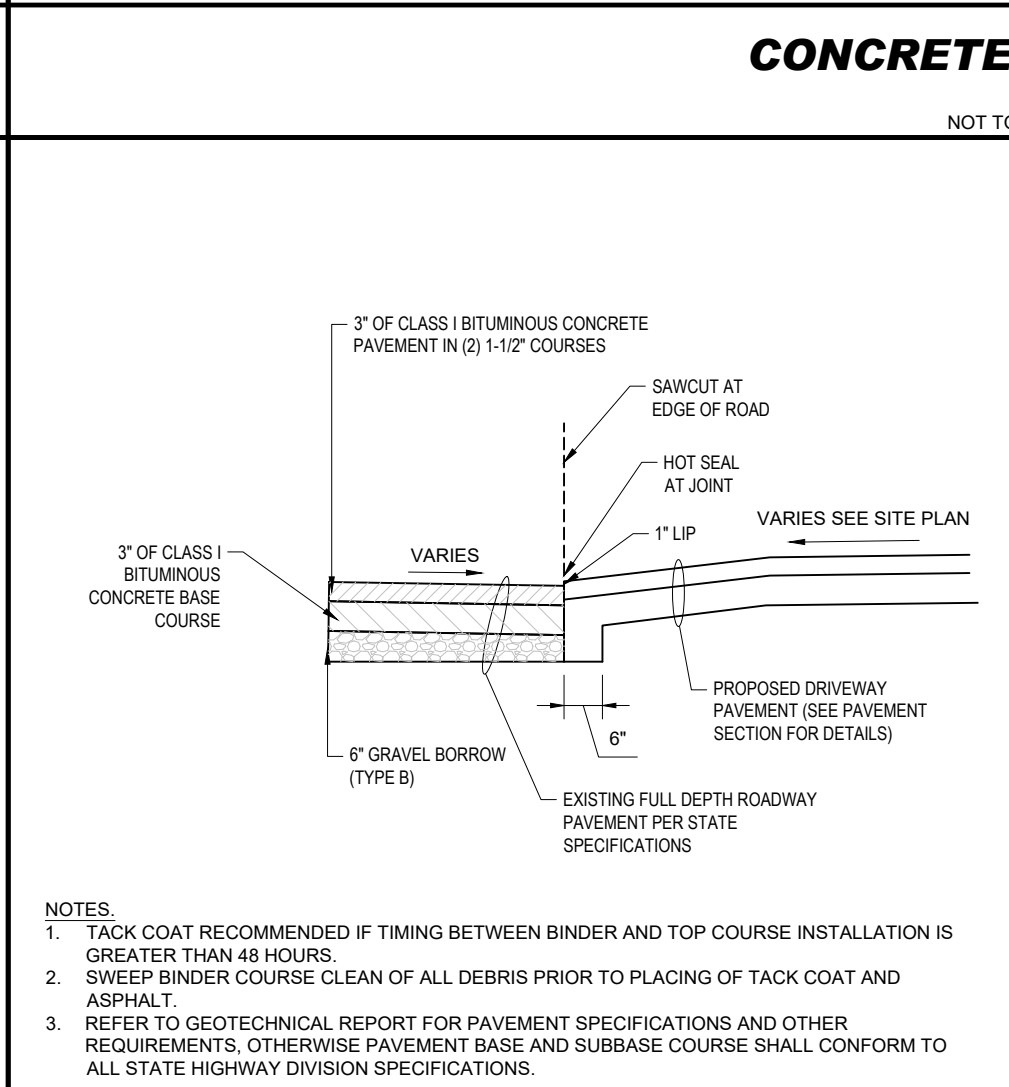 CONCRETE
NOT TO
3" OF CLASS I BITUMINOUS CONCRETE
PAVEMENT IN (2) 1-1/2" COURSES
SAWCUT AT
EDGE OF ROAD
HOT SEAL
AT JOINT
1" LIP
VARIES SEE SITE PLAN
VARIES
3" OF CLASS I
BITUMINOUS
CONCRETE BASE
COURSE
6" GRAVEL BORROW
(TYPE B)
6"
PROPOSED DRIVEWAY
PAVEMENT (SEE PAVEMENT
SECTION FOR DETAILS)
EXISTING FULL DEPTH ROADWAY
PAVEMENT PER STATE
SPECIFICATIONS
NOTES.
1. TACK COAT RECOMMENDED IF TIMING BETWEEN BINDER AND TOP COURSE INSTALLATION IS
GREATER THAN 48 HOURS.
2. SWEEP BINDER COURSE CLEAN OF ALL DEBRIS PRIOR TO PLACING OF TACK COAT AND
ASPHALT.
3. REFER TO GEOTECHNICAL REPORT FOR PAVEMENT SPECIFICATIONS AND OTHER
REQUIREMENTS, OTHERWISE PAVEMENT BASE AND SUBBASE COURSE SHALL CONFORM TO
ALL STATE HIGHWAY DIVISION SPECIFICATIONS.